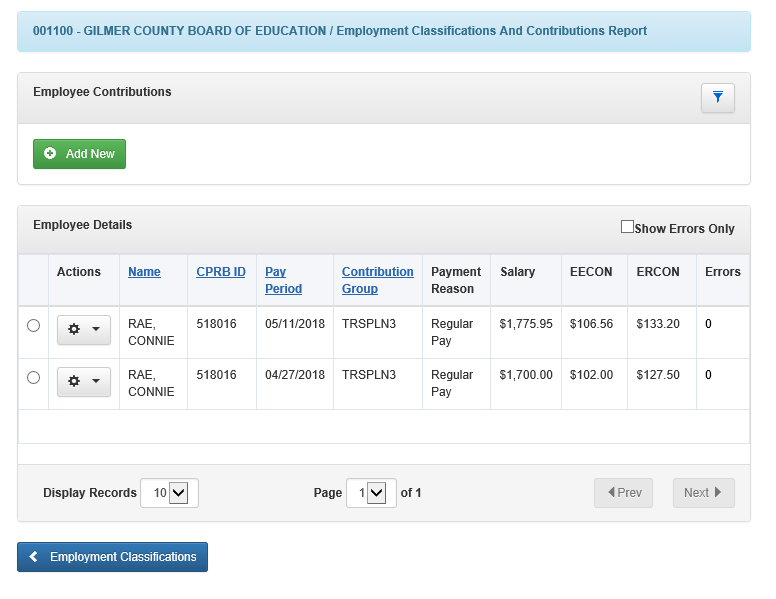 001100 - GILMER COUNTY BOARD OF EDUCATION / Employment Classifications And Contributions Report
Employee Contributions
Add New
Employee Details
Show Errors Only
Actions Name CPRB ID Pay Period Contribution Group Payment Reason Salary EECON ERCON Errors
RAE, CONNIE 518016 05/11/2018 TRSPLN3 Regular Pay $1,775.95 $106.56 $133.20 0
RAE, CONNIE 518016 04/27/2018 TRSPLN3 Regular Pay $1,700.00 $102.00 $127.50 0
Display Records 10 Page 1 of 1 Prev Next
Employment Classifications